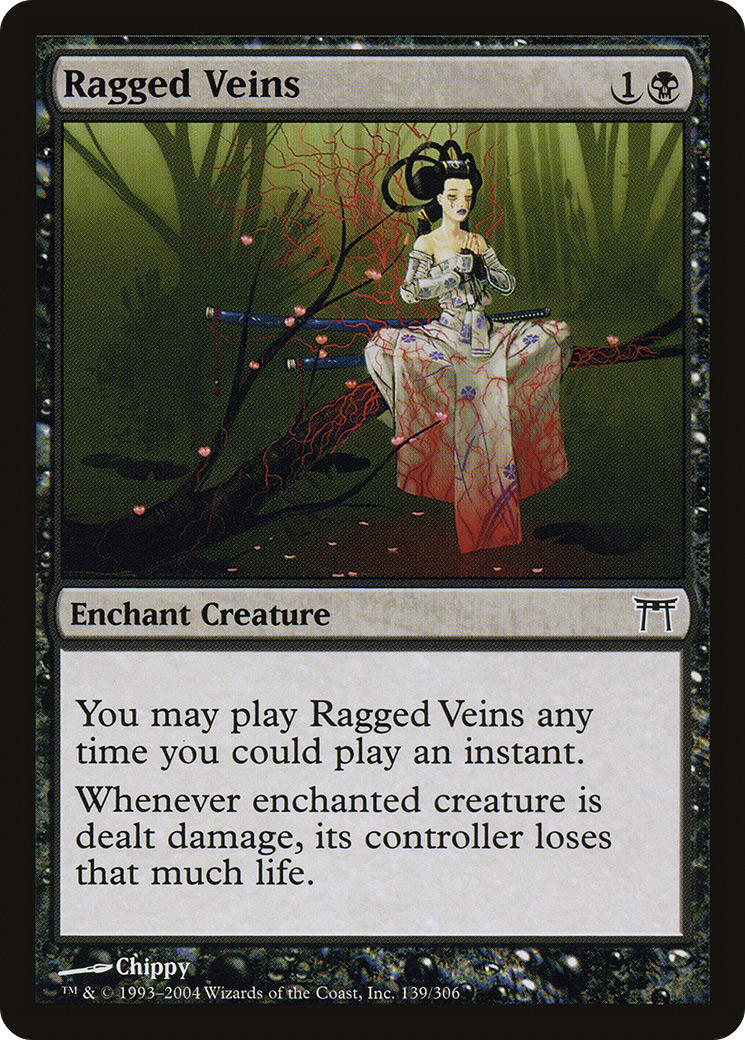 Ragged Veins 1
Enchant Creature
You may play Ragged Veins any
time you could play an instant.
Whenever enchanted creature is
dealt damage, its controller loses
that much life.
Chippy
™ & © 1993–2004 Wizards of the Coast, Inc. 139/306